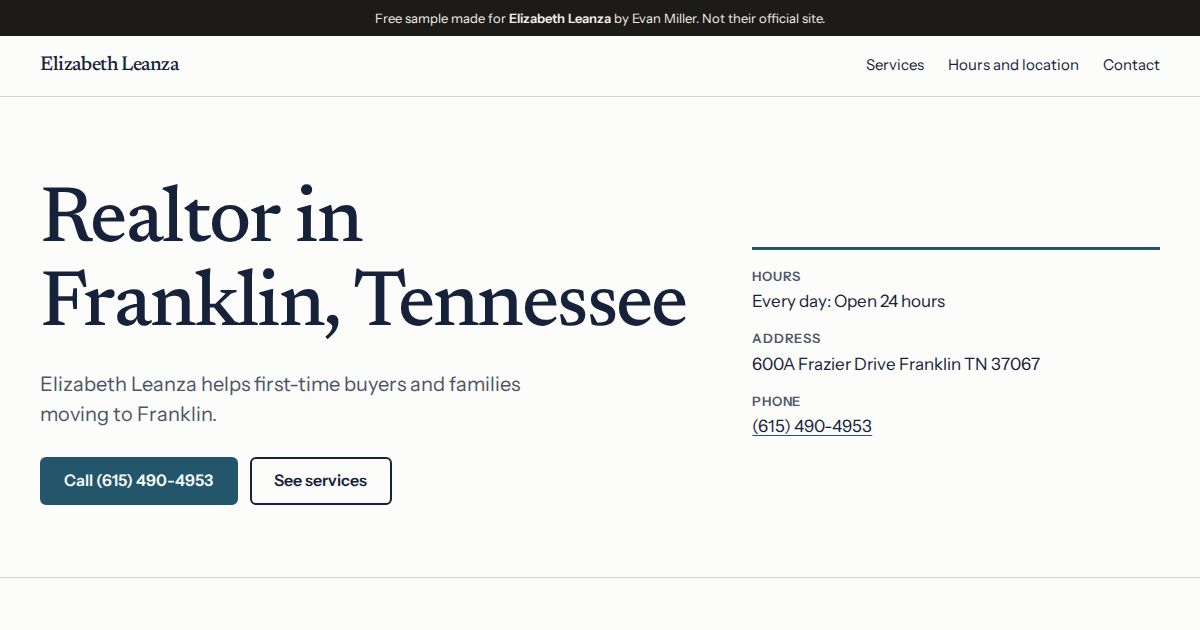 Free sample made for Elizabeth Leanza by Evan Miller. Not their official site.
Elizabeth Leanza
Services
Hours and location
Contact
Realtor in
Franklin, Tennessee
Elizabeth Leanza helps first-time buyers and families
moving to Franklin.
Call (615) 490-4953
See services
HOURS
Every day: Open 24 hours
ADDRESS
600A Frazier Drive Franklin TN 37067
PHONE
(615) 490-4953